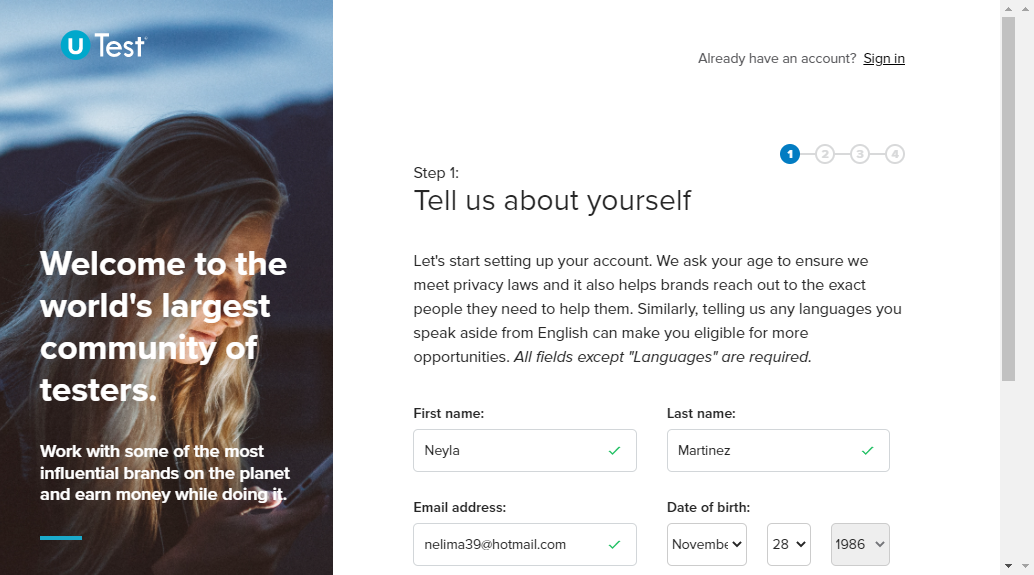 U Test
Already have an account? Sign in
1 2 3 4
Step 1:
Tell us about yourself
Welcome to the
world's largest
community of
testers.
Work with some of the most
influential brands on the planet
and earn money while doing it.
Let's start setting up your account. We ask your age to ensure we
meet privacy laws and it also helps brands reach out to the exact
people they need to help them. Similarly, telling us any languages you
speak aside from English can make you eligible for more
opportunities. All fields except "Languages" are required.
First name: Last name:
Neyla Martinez
Email address: Date of birth:
nelima39@hotmail.com Novembe 28 1986